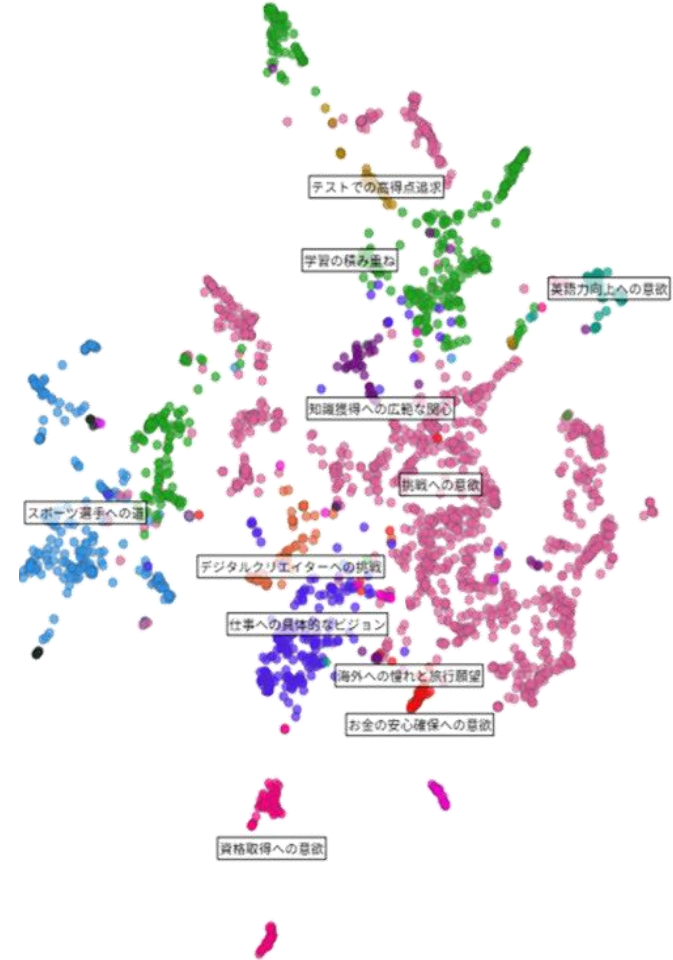 テストでの高得点追求
学習の積み重ね
英語力向上への意欲
知識獲得への広範な関心
挑戦への意欲
スポーツ選手への道
デジタルクリエイターへの挑戦
仕事への具体的なビジョン
海外への憧れと旅行願望
お金の安心確保への意欲
資格取得への意欲